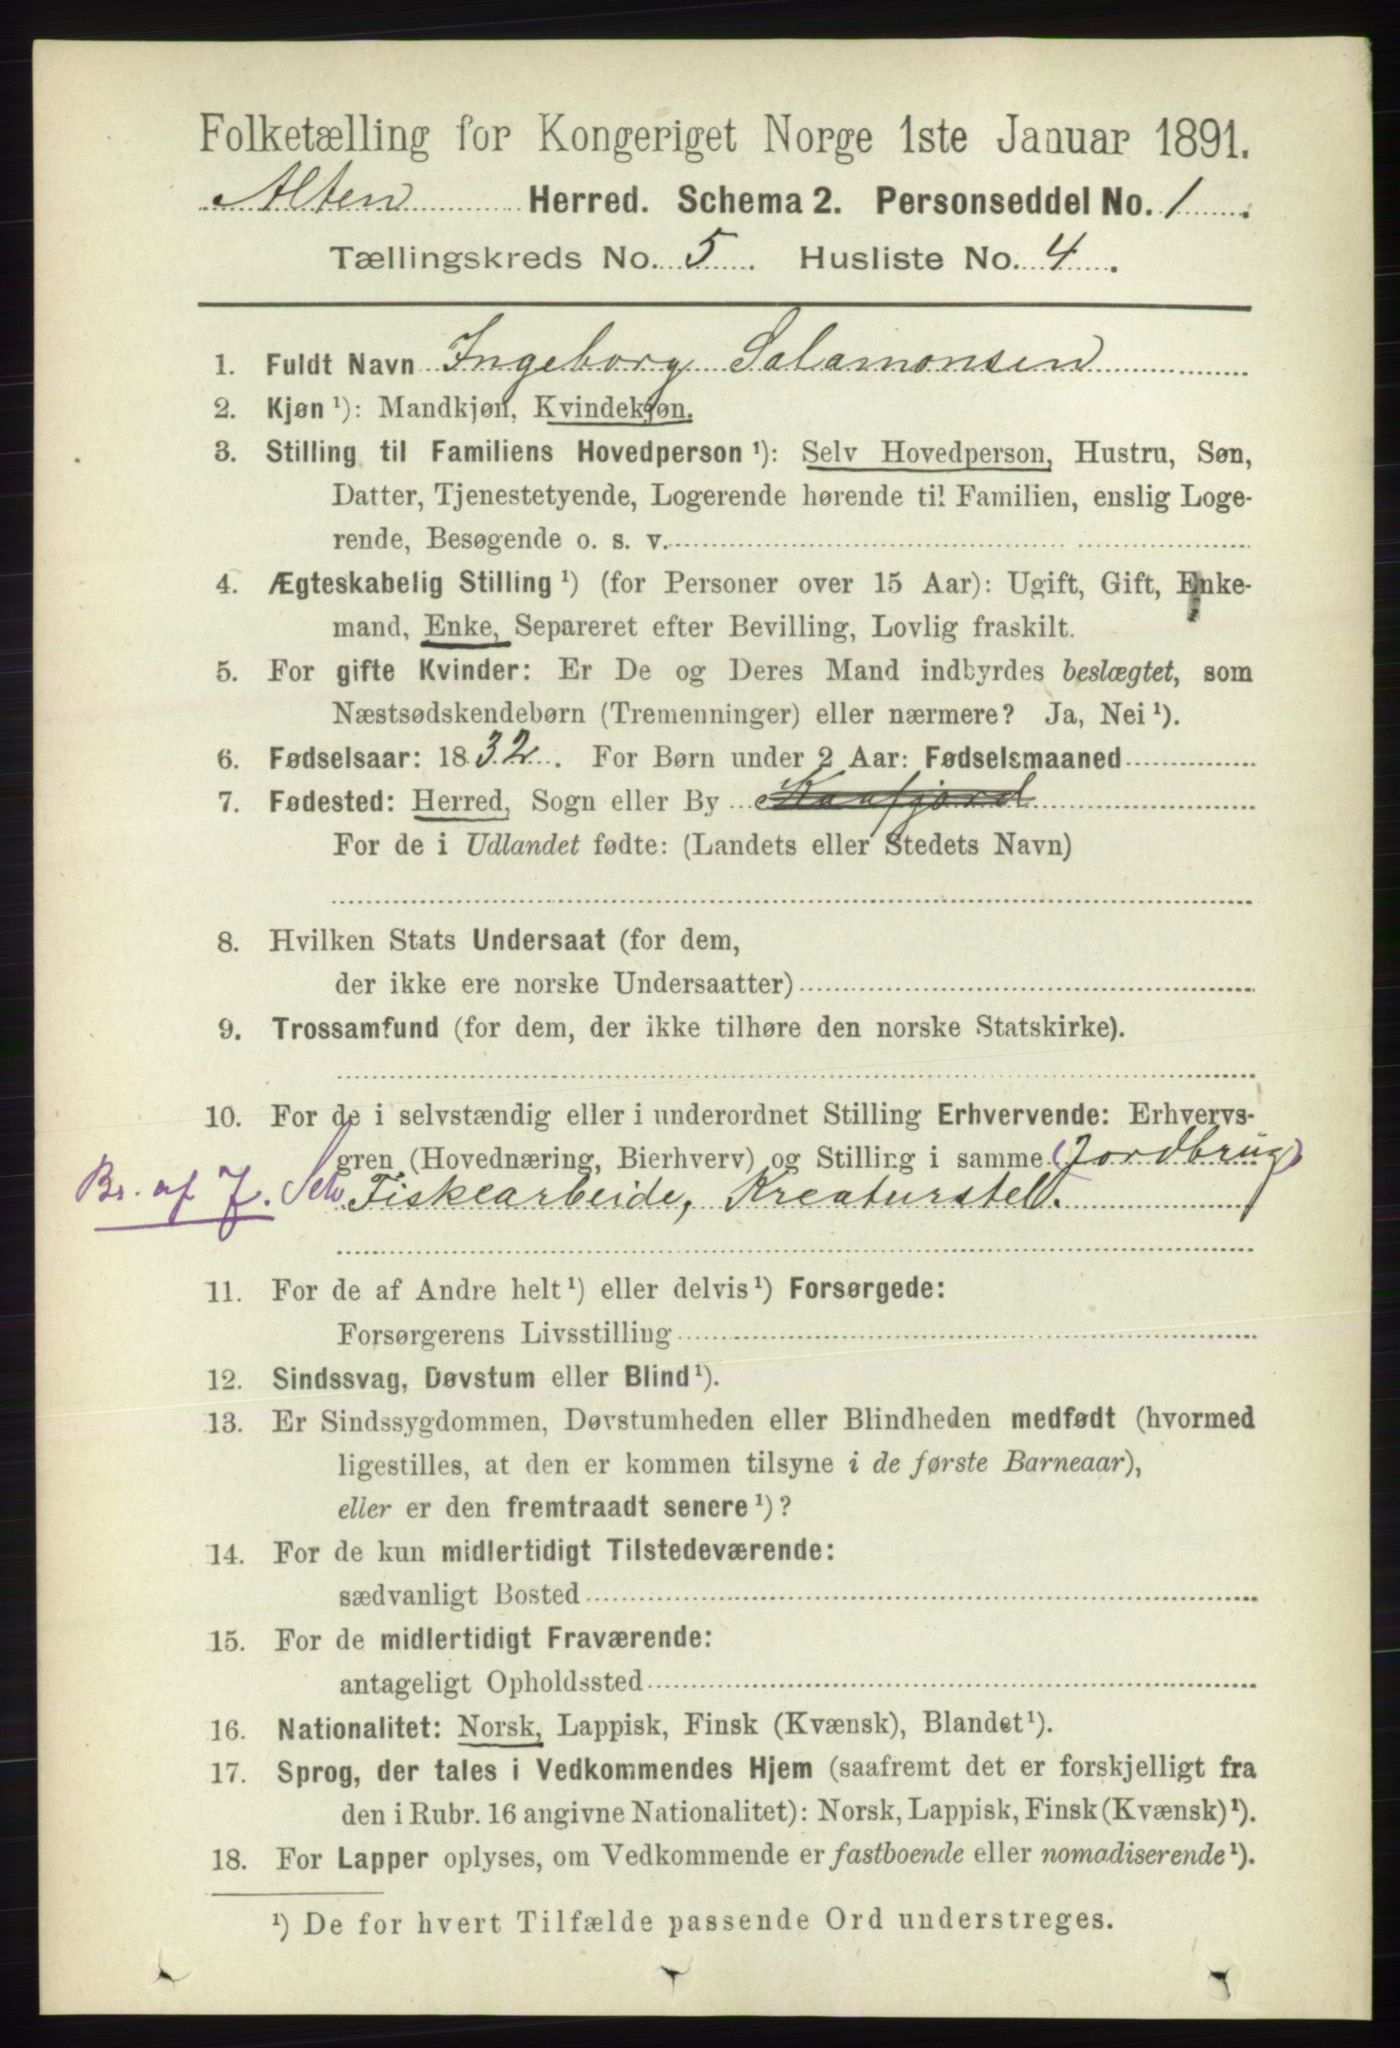 Folketælling for Kongeriget Norge 1ste Januar 1891.
Alten Herred. Schema 2. Personseddel No. 1.
Tællingskreds No. 5. Husliste No. 4.
1. Fuldt Navn Ingeborg Salamonsen
2. Kjøn ¹): Mandkjøn, Kvindekjøn.
3. Stilling til Familiens Hovedperson ¹): Selv Hovedperson, Hustru, Søn,
Datter, Tjenestetyende, Logerende hørende til Familien, enslig Loge-
rende, Besøgende o. s. v.
4. Ægteskabelig Stilling ¹) (for Personer over 15 Aar): Ugift, Gift, Enke-
mand, Enke, Separeret efter Bevilling, Lovlig fraskilt.
5. For gifte Kvinder: Er De og Deres Mand indbyrdes beslægtet, som
Næstsødskendebørn (Tremenninger) eller nærmere? Ja, Nei ¹).
6. Fødselsaar: 1832. For Børn under 2 Aar: Fødselsmaaned
7. Fødested: Herred, Sogn eller By Kaafjord
For de i Udlandet fødte: (Landets eller Stedets Navn)
8. Hvilken Stats Undersaat (for dem,
der ikke ere norske Undersaatter)
9. Trossamfund (for dem, der ikke tilhøre den norske Statskirke).
10. For de i selvstændig eller i underordnet Stilling Erhvervende: Erhvervs-
gren (Hovednæring, Bierhverv) og Stilling i samme (Jordbrug)
Br. af J. Selv Fiskearbeide, Kreaturstel.
11. For de af Andre helt ¹) eller delvis ¹) Forsørgede:
Forsørgerens Livsstilling
12. Sindssvag, Døvstum eller Blind ¹).
13. Er Sindssygdommen, Døvstumheden eller Blindheden medfødt (hvormed
ligestilles, at den er kommen tilsyne i de første Barneaar),
eller er den fremtraadt senere ¹)?
14. For de kun midlertidigt Tilstedeværende:
sædvanligt Bosted
15. For de midlertidigt Fraværende:
antageligt Opholdssted
16. Nationalitet: Norsk, Lappisk, Finsk (Kvænsk), Blandet ¹).
17. Sprog, der tales i Vedkommendes Hjem (saafremt det er forskjelligt fra
den i Rubr. 16 angivne Nationalitet): Norsk, Lappisk, Finsk (Kvænsk) ¹).
18. For Lapper oplyses, om Vedkommende er fastboende eller nomadiserende ¹).
¹) De for hvert Tilfælde passende Ord understreges.